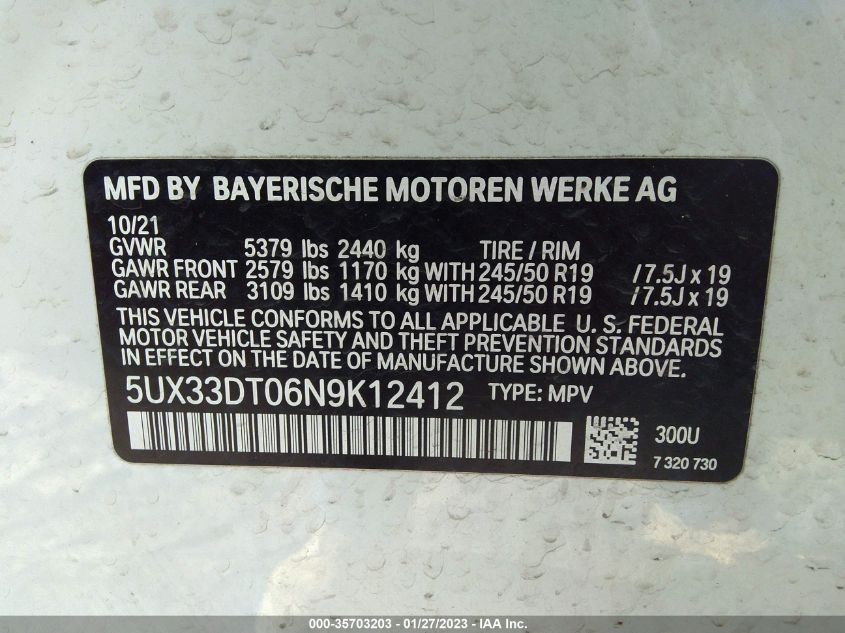 MFD BY BAYERISCHE MOTOREN WERKE AG
10/21
GVWR 5379 lbs 2440 kg TIRE / RIM
GAWR FRONT 2579 lbs 1170 kg WITH 245/50 R19 / 7.5J x 19
GAWR REAR 3109 lbs 1410 kg WITH 245/50 R19 / 7.5J x 19
THIS VEHICLE CONFORMS TO ALL APPLICABLE U. S. FEDERAL
MOTOR VEHICLE SAFETY AND THEFT PREVENTION STANDARDS
IN EFFECT ON THE DATE OF MANUFACTURE SHOWN ABOVE.
5UX33DT06N9K12412 TYPE: MPV
300U
7 320 730
000-35703203 - 01/27/2023 - IAA Inc.